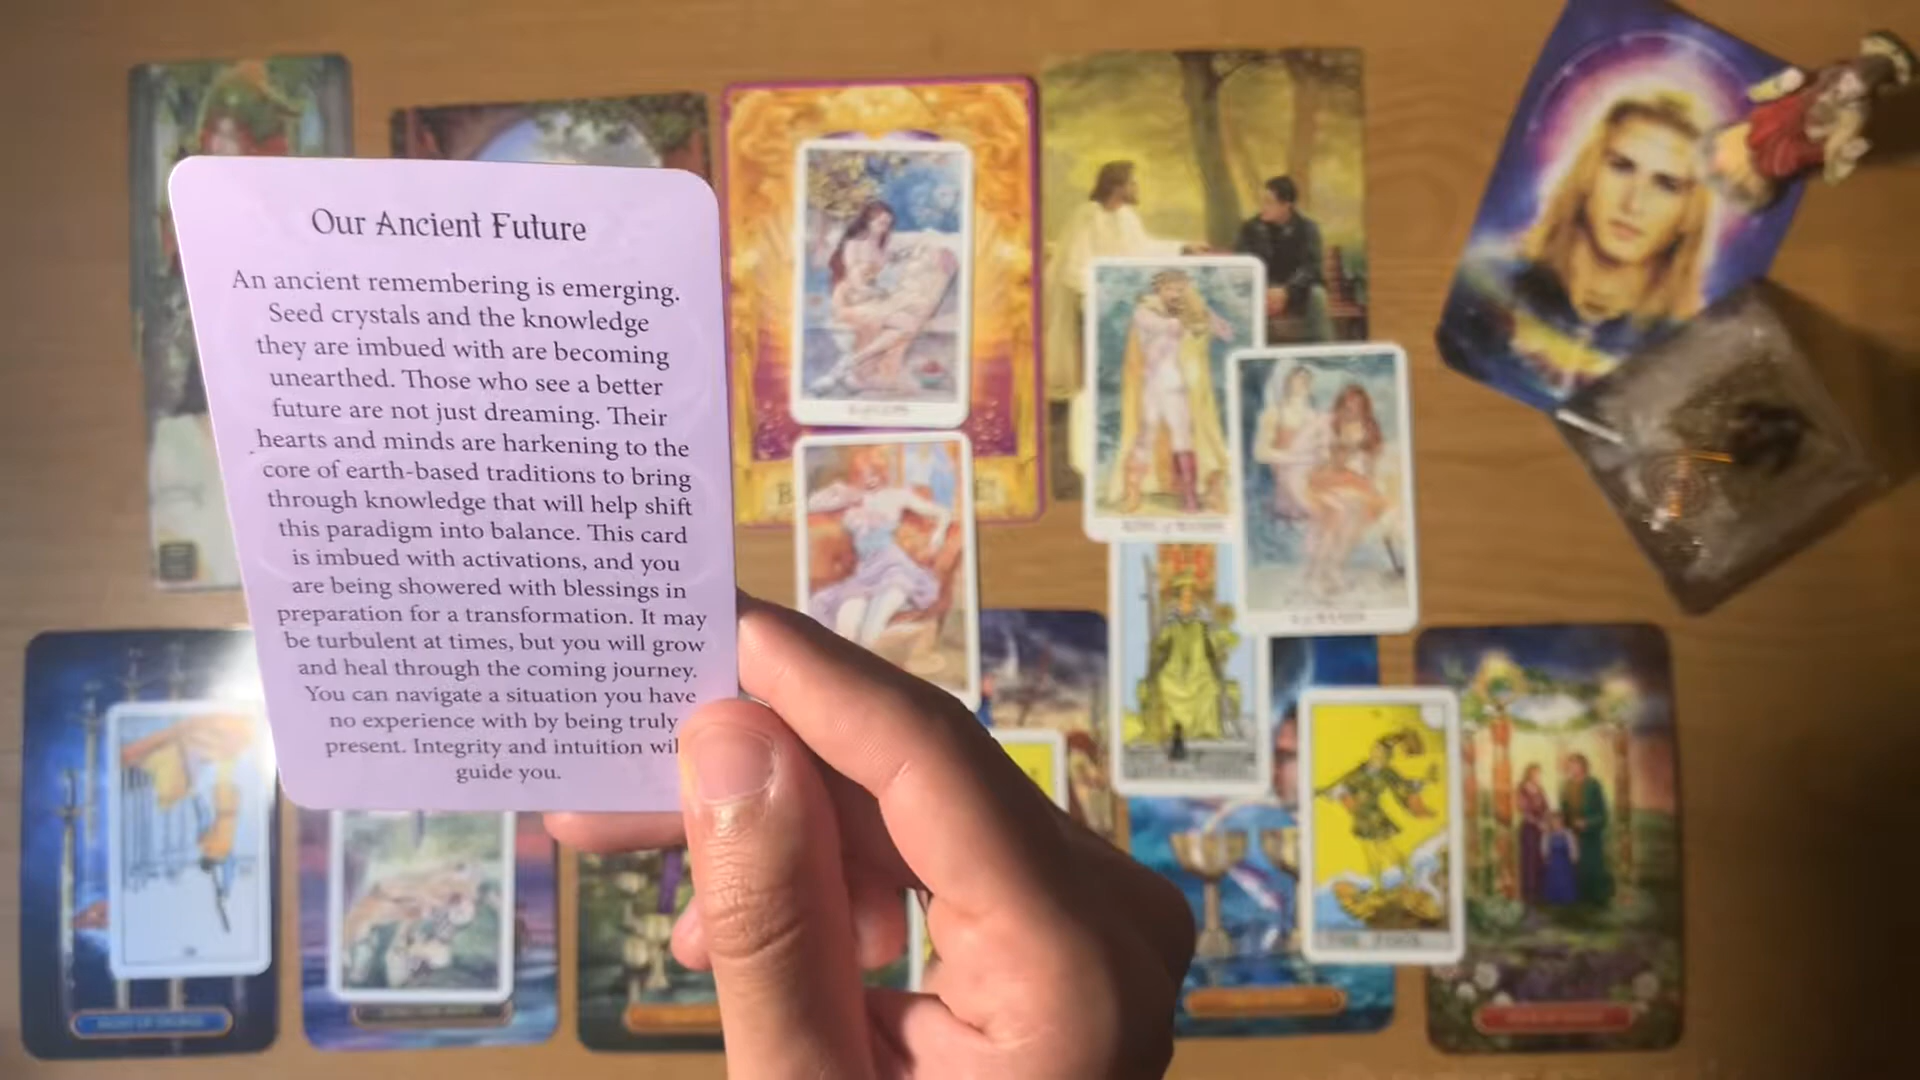 Our Ancient Future
An ancient remembering is emerging.
Seed crystals and the knowledge
they are imbued with are becoming
unearthed. Those who see a better
future are not just dreaming. Their
hearts and minds are harkening to the
core of earth-based traditions to bring
through knowledge that will help shift
this paradigm into balance. This card
is imbued with activations, and you
are being showered with blessings in
preparation for a transformation. It may
be turbulent at times, but you will grow
and heal through the coming journey.
You can navigate a situation you have
no experience with by being truly
present. Integrity and intuition wil
guide you.
THE FOOL